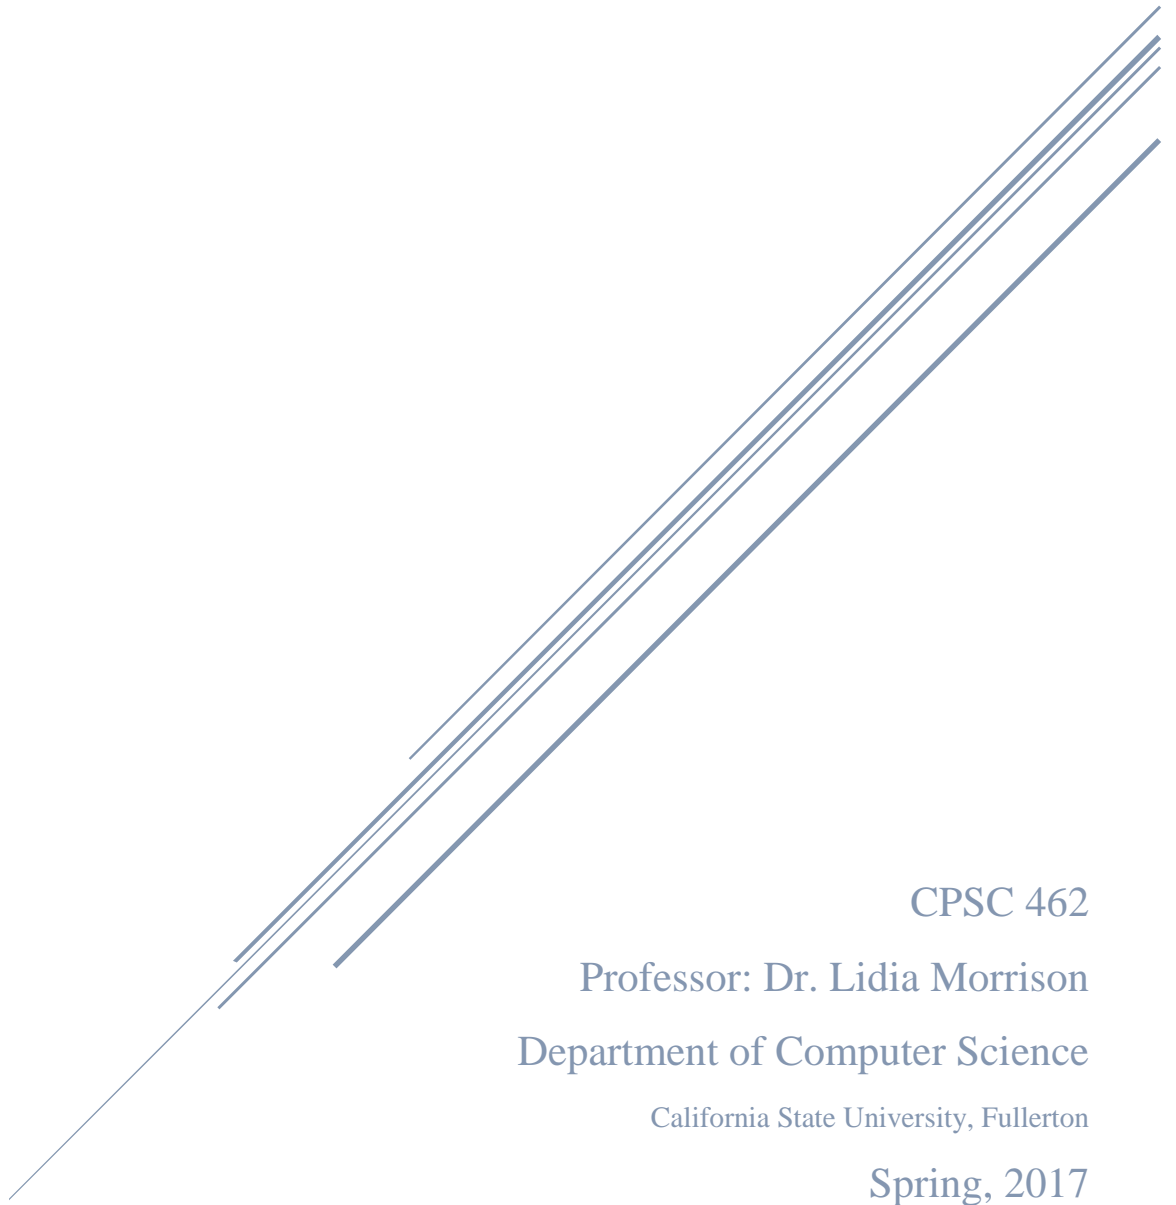 CPSC 462
Professor: Dr. Lidia Morrison
Department of Computer Science
California State University, Fullerton
Spring, 2017